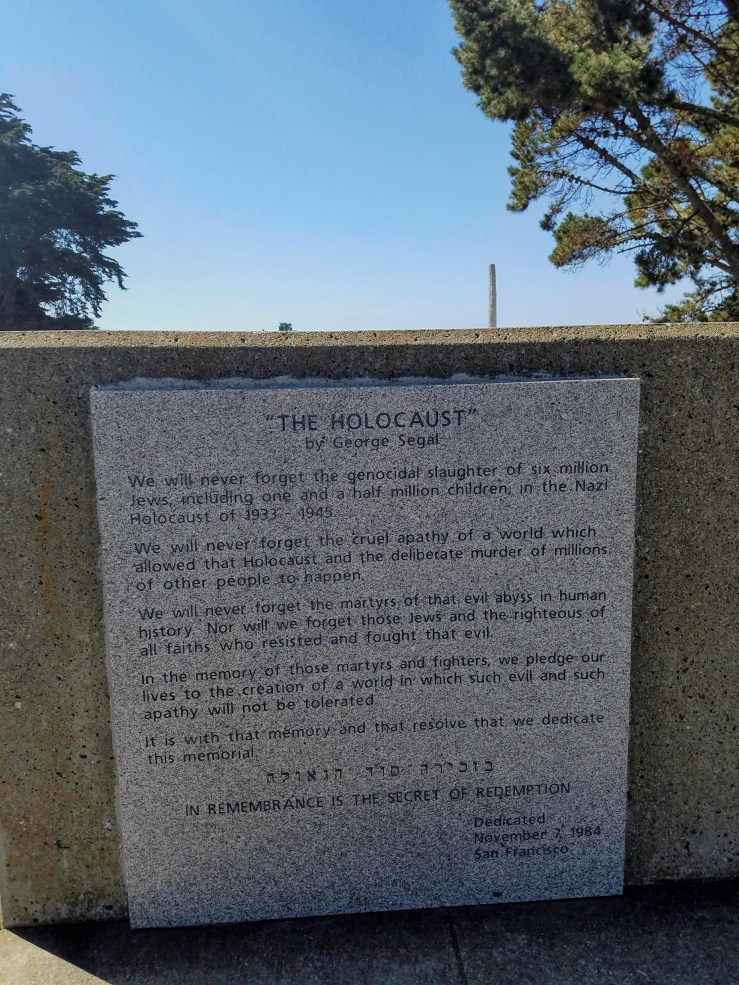 "THE HOLOCAUST"
by George Segal
We will never forget the genocidal slaughter of six million
Jews, including one and a half million children, in the Nazi
Holocaust of 1933 - 1945.
We will never forget the cruel apathy of a world which
allowed that Holocaust and the deliberate murder of millions
of other people to happen.
We will never forget the martyrs of that evil abyss in human
history. Nor will we forget those Jews and the righteous of
all faiths who resisted and fought that evil.
In the memory of those martyrs and fighters, we pledge our
lives to the creation of a world in which such evil and such
apathy will not be tolerated.
It is with that memory and that resolve that we dedicate
this memorial.
בזכירה סוד הגאולה
IN REMEMBRANCE IS THE SECRET OF REDEMPTION
Dedicated
November 7, 1984
San Francisco